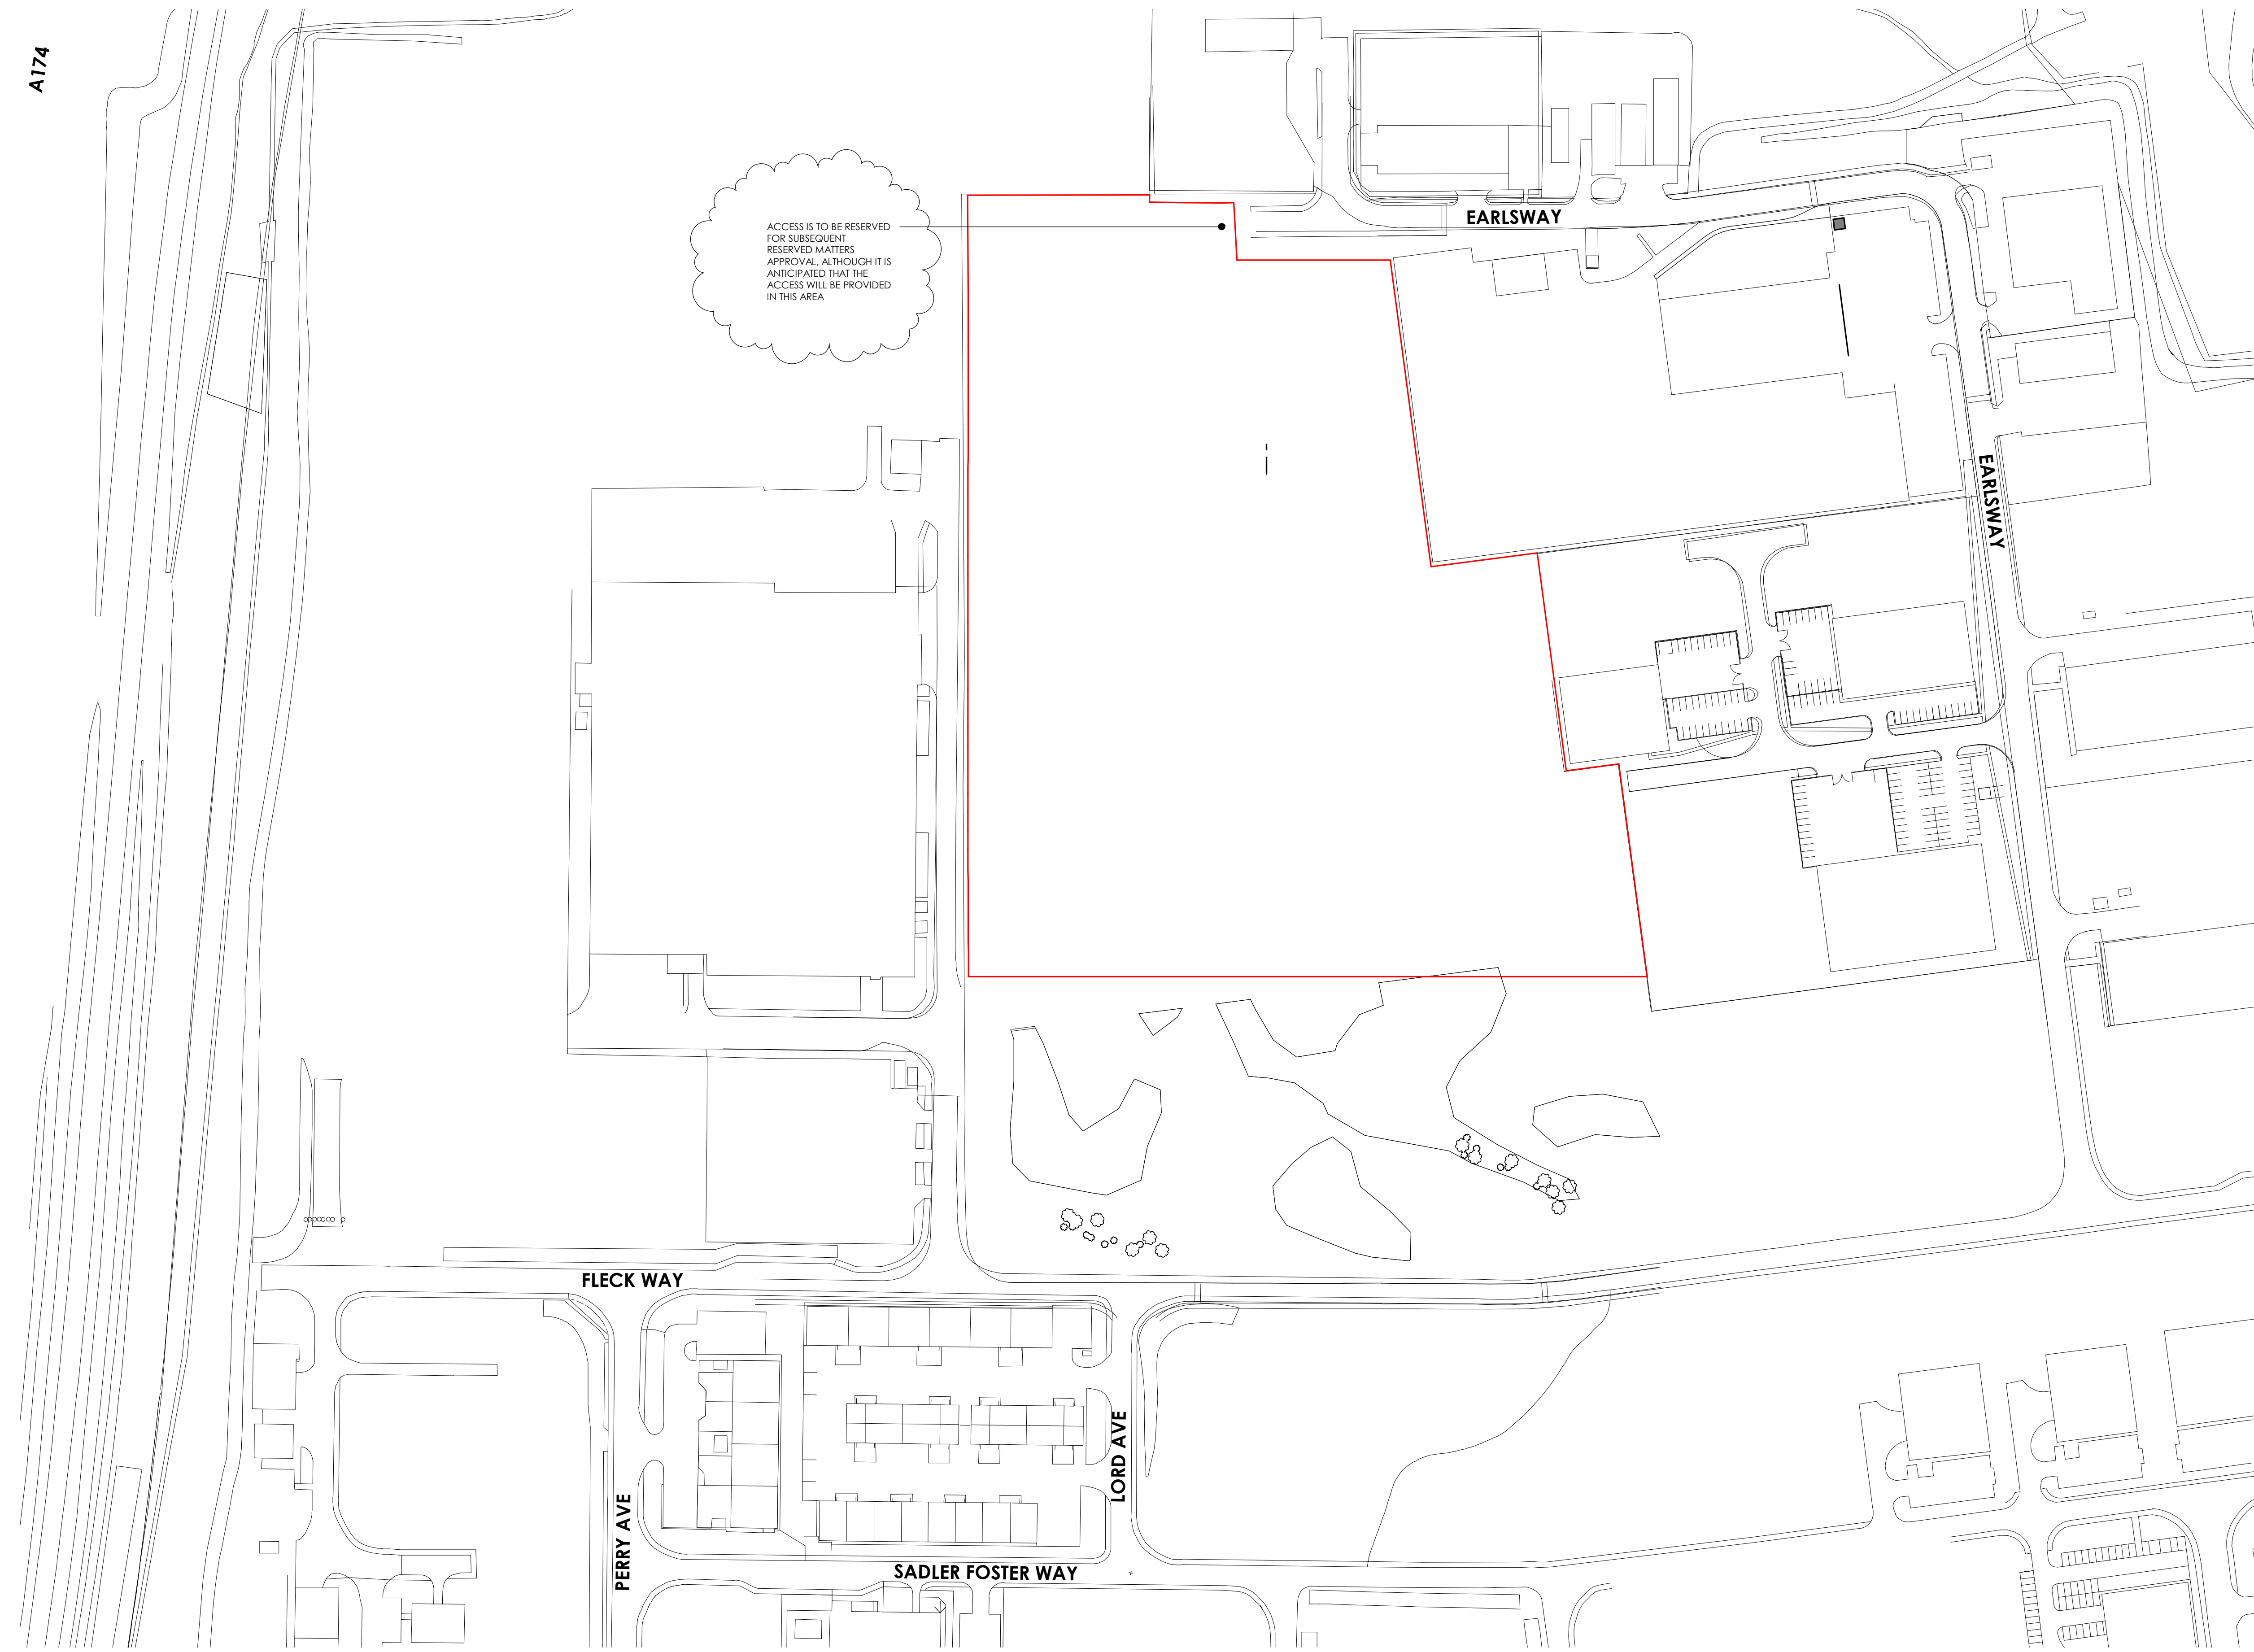 A174
ACCESS IS TO BE RESERVED
FOR SUBSEQUENT
RESERVED MATTERS
APPROVAL, ALTHOUGH IT IS
ANTICIPATED THAT THE
ACCESS WILL BE PROVIDED
IN THIS AREA
EARLSWAY
EARLSWAY
FLECK WAY
LORD AVE
PERRY AVE
SADLER FOSTER WAY